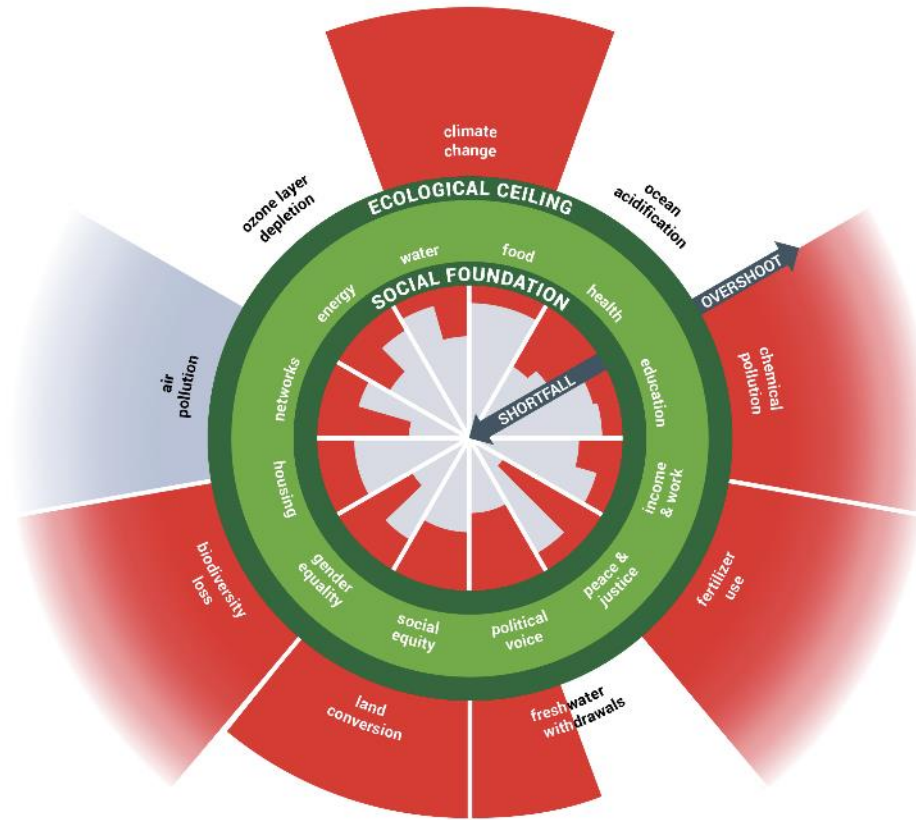 climate
change
ECOLOGICAL CEILING
ozone layer
depletion
ocean
acidification
OVERSHOOT
water
food
SOCIAL FOUNDATION
energy
health
SHORTFALL
networks
education
air
pollution
chemical
pollution
housing
income
& work
biodiversity
loss
fertilizer
use
gender
equality
peace &
justice
social
equity
political
voice
land
conversion
freshwater
withdrawals